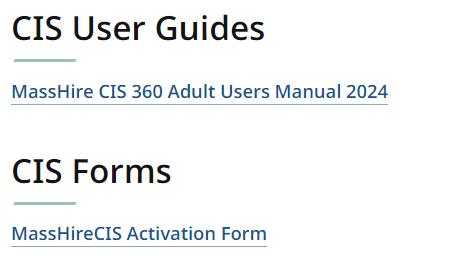 CIS User Guides
MassHire CIS 360 Adult Users Manual 2024
CIS Forms
MassHireCIS Activation Form